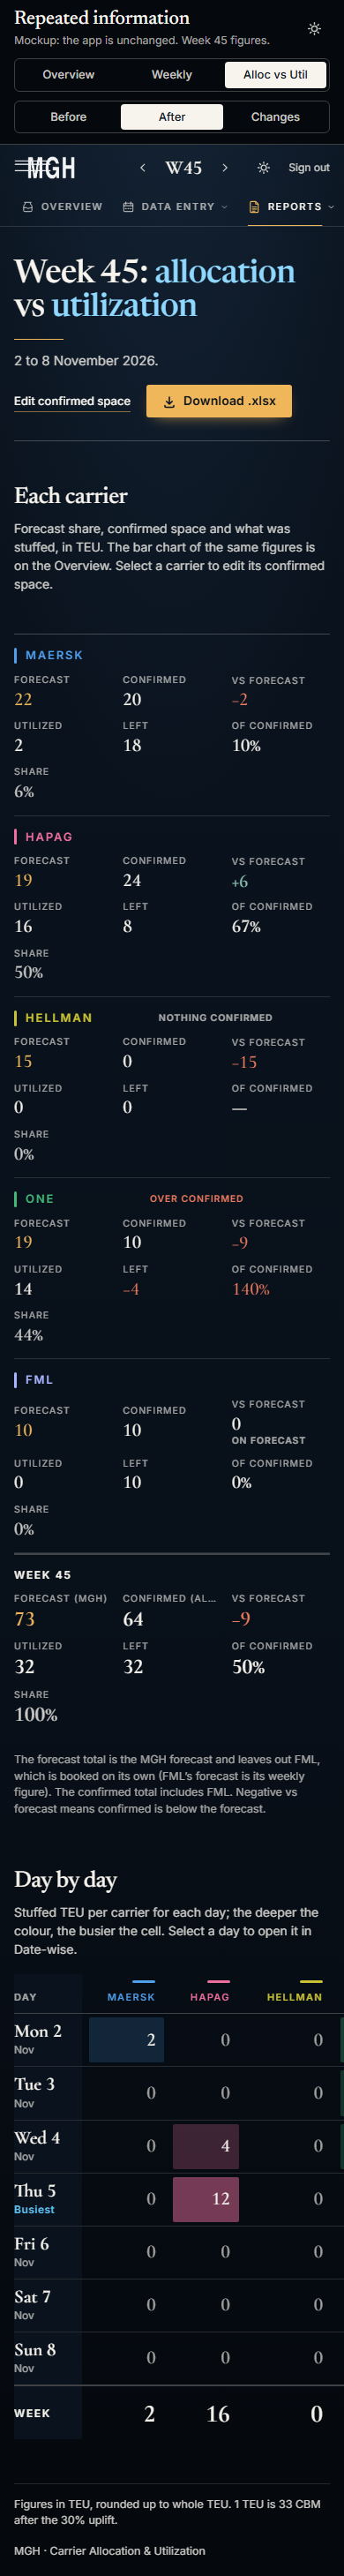 Repeated information
Mockup: the app is unchanged. Week 45 figures.
Overview Weekly Alloc vs Util
Before After Changes
MGH W45 Sign out
OVERVIEW DATA ENTRY REPORTS
Week 45: allocation
vs utilization
2 to 8 November 2026.
Edit confirmed space Download .xlsx
Each carrier
Forecast share, confirmed space and what was
stuffed, in TEU. The bar chart of the same figures is
on the Overview. Select a carrier to edit its confirmed
space.
MAERSK
FORECAST CONFIRMED VS FORECAST
22 20 −2
UTILIZED LEFT OF CONFIRMED
2 18 10%
SHARE
6%
HAPAG
FORECAST CONFIRMED VS FORECAST
19 24 +6
UTILIZED LEFT OF CONFIRMED
16 8 67%
SHARE
50%
HELLMAN NOTHING CONFIRMED
FORECAST CONFIRMED VS FORECAST
15 0 −15
UTILIZED LEFT OF CONFIRMED
0 0 —
SHARE
0%
ONE OVER CONFIRMED
FORECAST CONFIRMED VS FORECAST
19 10 −9
UTILIZED LEFT OF CONFIRMED
14 −4 140%
SHARE
44%
FML
FORECAST CONFIRMED VS FORECAST
10 10 0
ON FORECAST
UTILIZED LEFT OF CONFIRMED
0 10 0%
SHARE
0%
WEEK 45
FORECAST (MGH) CONFIRMED (AL… VS FORECAST
73 64 −9
UTILIZED LEFT OF CONFIRMED
32 32 50%
SHARE
100%
The forecast total is the MGH forecast and leaves out FML,
which is booked on its own (FML's forecast is its weekly
figure). The confirmed total includes FML. Negative vs
forecast means confirmed is below the forecast.
Day by day
Stuffed TEU per carrier for each day; the deeper the
colour, the busier the cell. Select a day to open it in
Date-wise.
DAY MAERSK HAPAG HELLMAN
Mon 2 2 0 0
Nov
Tue 3 0 0 0
Nov
Wed 4 0 4 0
Nov
Thu 5 0 12 0
Busiest
Fri 6 0 0 0
Nov
Sat 7 0 0 0
Nov
Sun 8 0 0 0
Nov
WEEK 2 16 0
Figures in TEU, rounded up to whole TEU. 1 TEU is 33 CBM
after the 30% uplift.
MGH · Carrier Allocation & Utilization